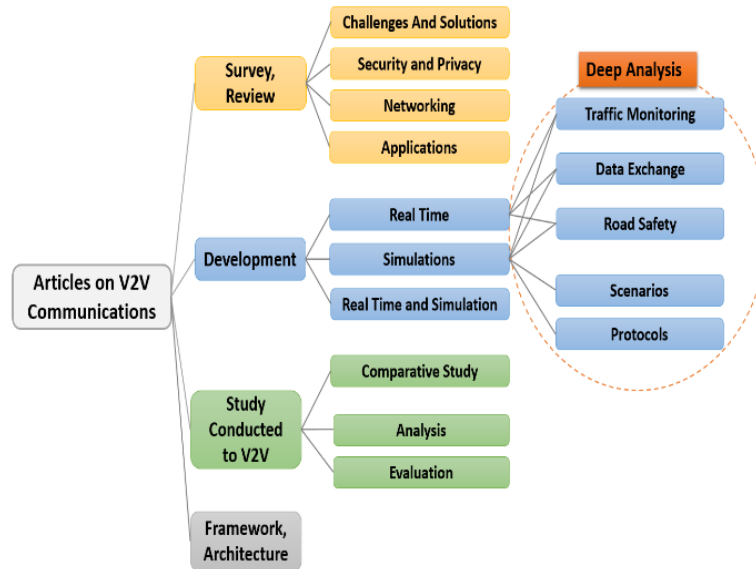 Challenges And Solutions
Survey,
Review
Security and Privacy
Networking
Applications
Deep Analysis
Traffic Monitoring
Data Exchange
Road Safety
Scenarios
Protocols
Articles on V2V
Communications
Development
Real Time
Simulations
Real Time and Simulation
Study
Conducted
to V2V
Comparative Study
Analysis
Evaluation
Framework,
Architecture